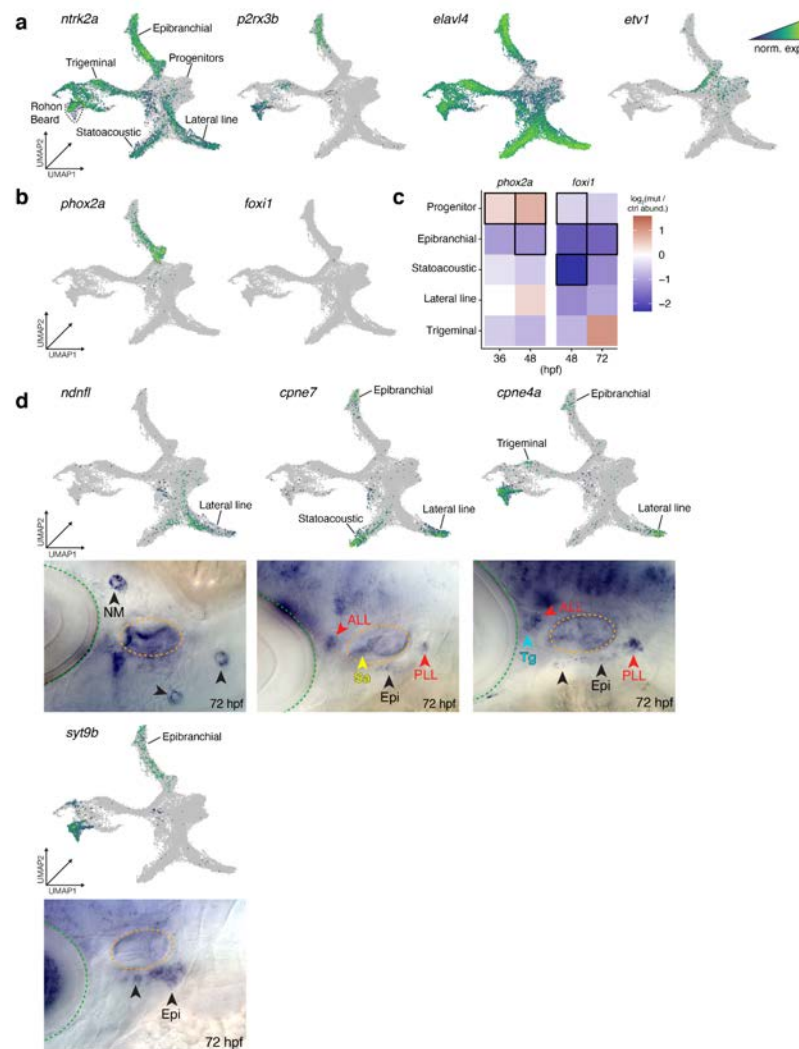 a
ntrk2a
p2rx3b
elavl4
etv1
norm. exp
Epibranchial
Trigeminal
Progenitors
Rohon
Beard
Statoacoustic
Lateral line
UMAP2
UMAP1
b
phox2a
foxi1
UMAP2
UMAP1
c
phox2a
foxi1
Progenitor
Epibranchial
Statoacoustic
Lateral line
Trigeminal
36
48
48
72
(hpf)
log2(mut /
ctrl abund.)
1
0
−1
−2
d
ndnfl
cpne7
cpne4a
Lateral line
UMAP2
UMAP1
Epibranchial
Statoacoustic
Lateral line
Epibranchial
Trigeminal
Lateral line
NM
72 hpf
ALL
Sa
Epi
PLL
72 hpf
ALL
Tg
Epi
PLL
72 hpf
syt9b
Epibranchial
UMAP2
UMAP1
Epi
72 hpf